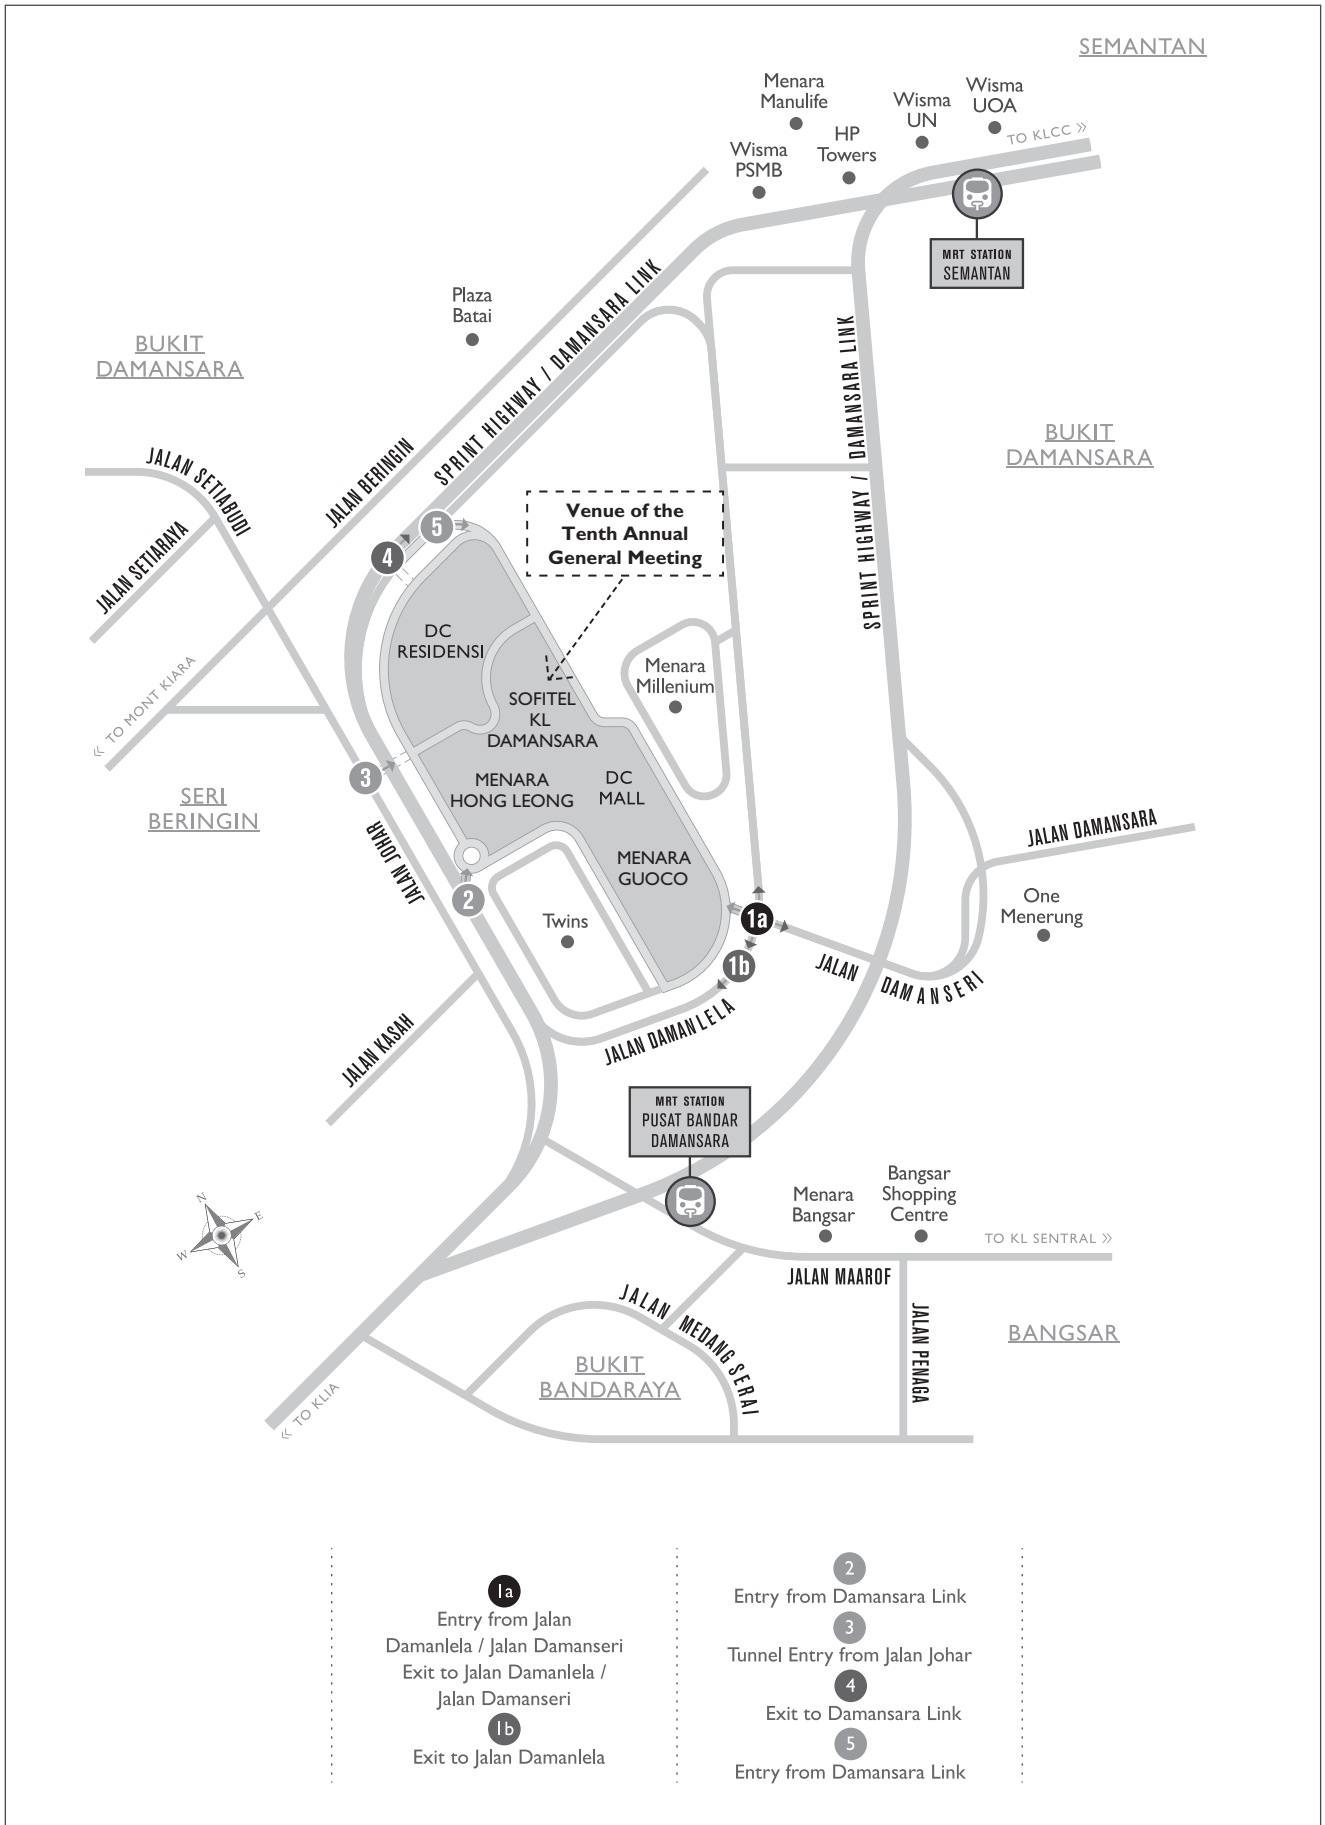 SEMANTAN
Menara
Manulife
Wisma
UN
Wisma
UOA
HP
Towers
Wisma
PSMB
TO KLCC »
MRT STATION
SEMANTAN
Plaza
Batai
BUKIT
DAMANSARA
SPRINT HIGHWAY / DAMANSARA LINK
SPRINT HIGHWAY / DAMANSARA LINK
BUKIT
DAMANSARA
JALAN SETIABUDI
JALAN BERINGIN
JALAN SETIARAYA
5
4
Venue of the
Tenth Annual
General Meeting
DC
RESIDENSI
« TO MONT KIARA
Menara
Millenium
SOFITEL
KL
DAMANSARA
3
MENARA
HONG LEONG
DC
MALL
SERI
BERINGIN
JALAN JOHAR
JALAN DAMANSARA
MENARA
GUOCO
2
One
Menerung
Twins
1a
1b
JALAN DAMANSERI
JALAN DAMANLELA
JALAN KASAH
MRT STATION
PUSAT BANDAR
DAMANSARA
N
E
W
S
Menara
Bangsar
Bangsar
Shopping
Centre
TO KL SENTRAL »
JALAN MAAROF
JALAN MEDANG SERAI
JALAN PENAGA
BANGSAR
BUKIT
BANDARAYA
« TO KLIA
1a
Entry from Jalan
Damanlela / Jalan Damanseri
Exit to Jalan Damanlela /
Jalan Damanseri
1b
Exit to Jalan Damanlela
2
Entry from Damansara Link
3
Tunnel Entry from Jalan Johar
4
Exit to Damansara Link
5
Entry from Damansara Link